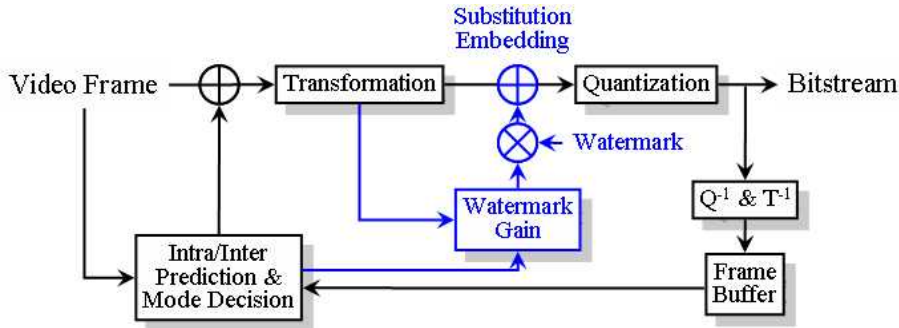 Substitution
Embedding
Video Frame
Transformation
Quantization
Bitstream
Watermark
Q⁻¹ & T⁻¹
Watermark
Gain
Intra/Inter
Prediction &
Mode Decision
Frame
Buffer